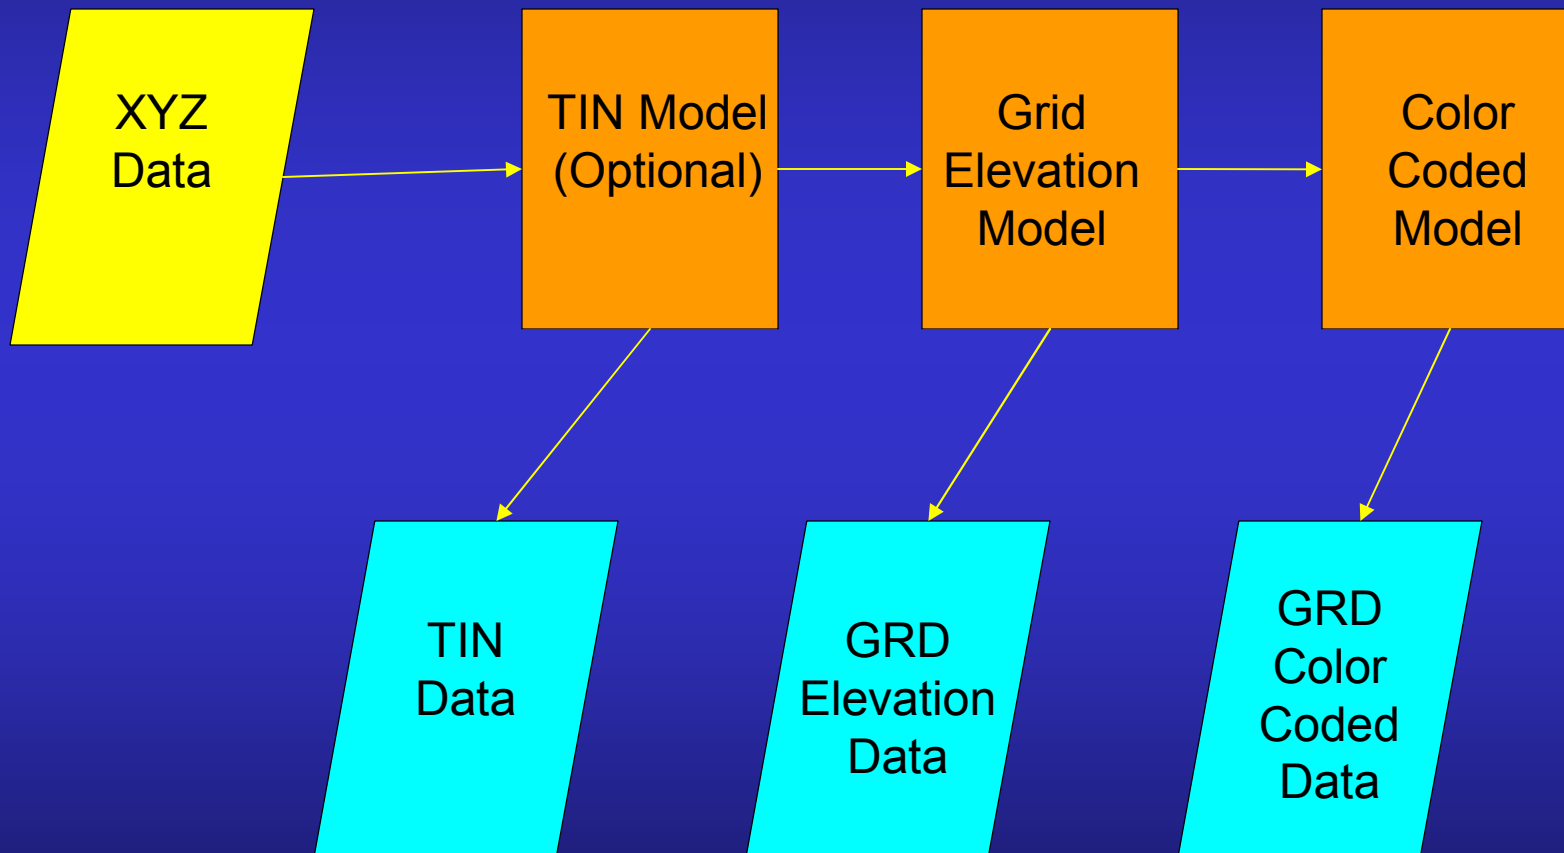 XYZ
Data
TIN Model
(Optional)
Grid
Elevation
Model
Color
Coded
Model
TIN
Data
GRD
Elevation
Data
GRD
Color
Coded
Data